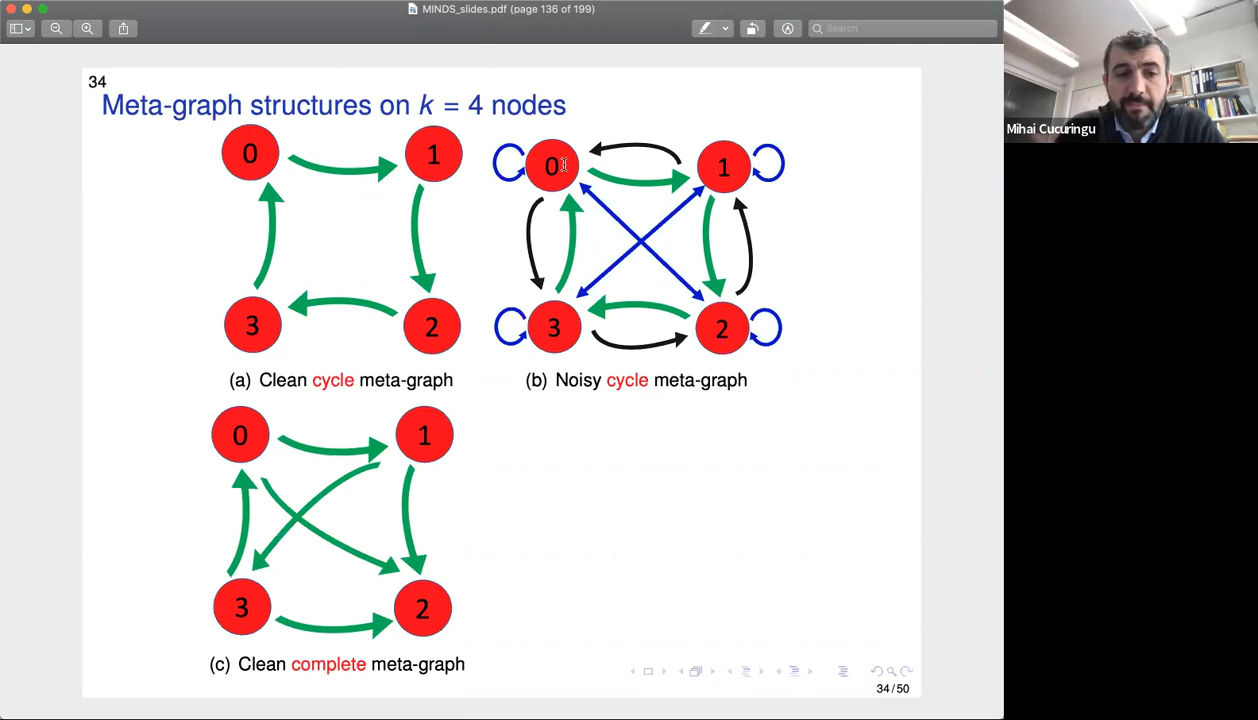 MINDS_slides.pdf (page 136 of 199)
Search
Mihai Cucuringu
34
Meta-graph structures on k = 4 nodes
0
1
3
2
(a) Clean cycle meta-graph
0
1
3
2
(b) Noisy cycle meta-graph
0
1
3
2
(c) Clean complete meta-graph
34/50